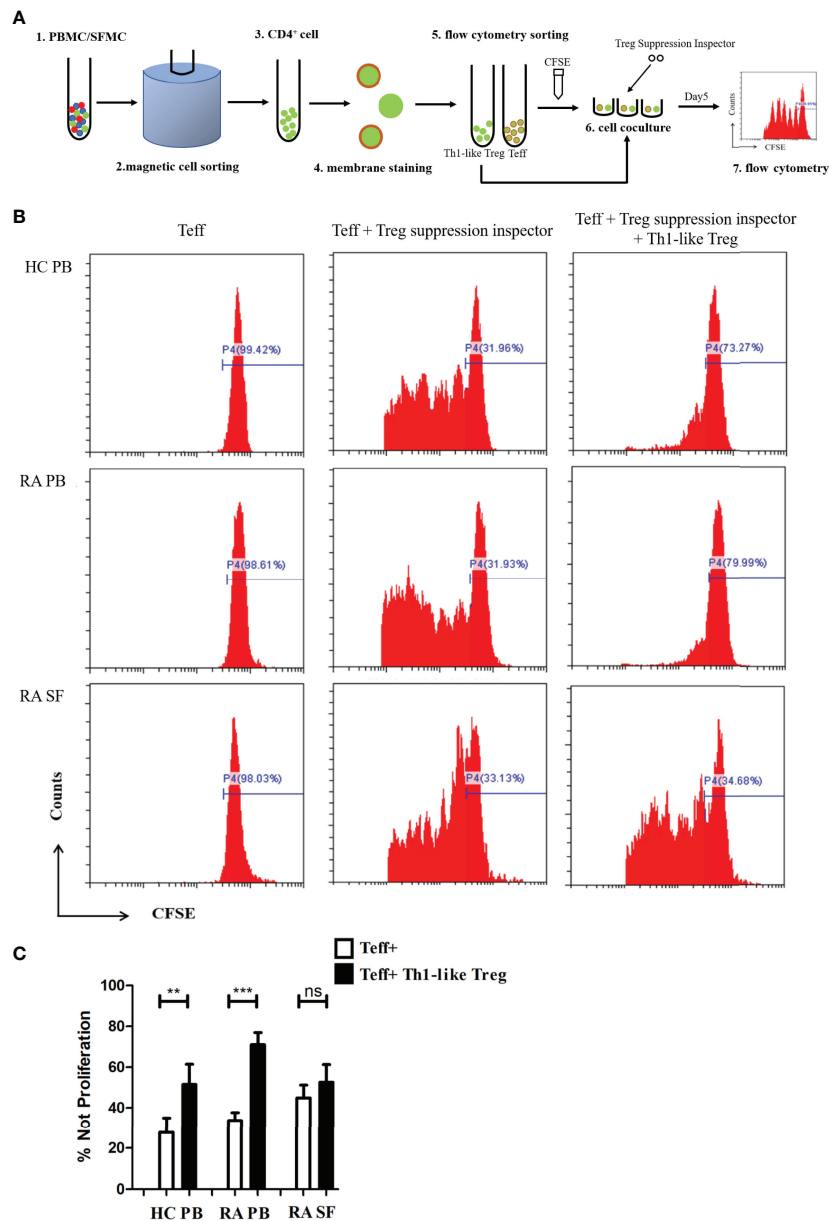 A
1. PBMC/SFMC
2.magnetic cell sorting
3. CD4⁺ cell
4. membrane staining
5. flow cytometry sorting
Th1-like Treg Teff
CFSE
Treg Suppression Inspector
6. cell coculture
Day5
Counts
CFSE
7. flow cytometry
B
Teff
Teff + Treg suppression inspector
Teff + Treg suppression inspector
+ Th1-like Treg
HC PB
P4(99.42%)
P4(31.96%)
P4(73.27%)
RA PB
P4(98.61%)
P4(31.93%)
P4(79.99%)
RA SF
P4(98.03%)
P4(33.13%)
P4(34.68%)
Counts
CFSE
C
Teff+
Teff+ Th1-like Treg
% Not Proliferation
100
80
60
40
20
0
**
***
ns
HC PB
RA PB
RA SF